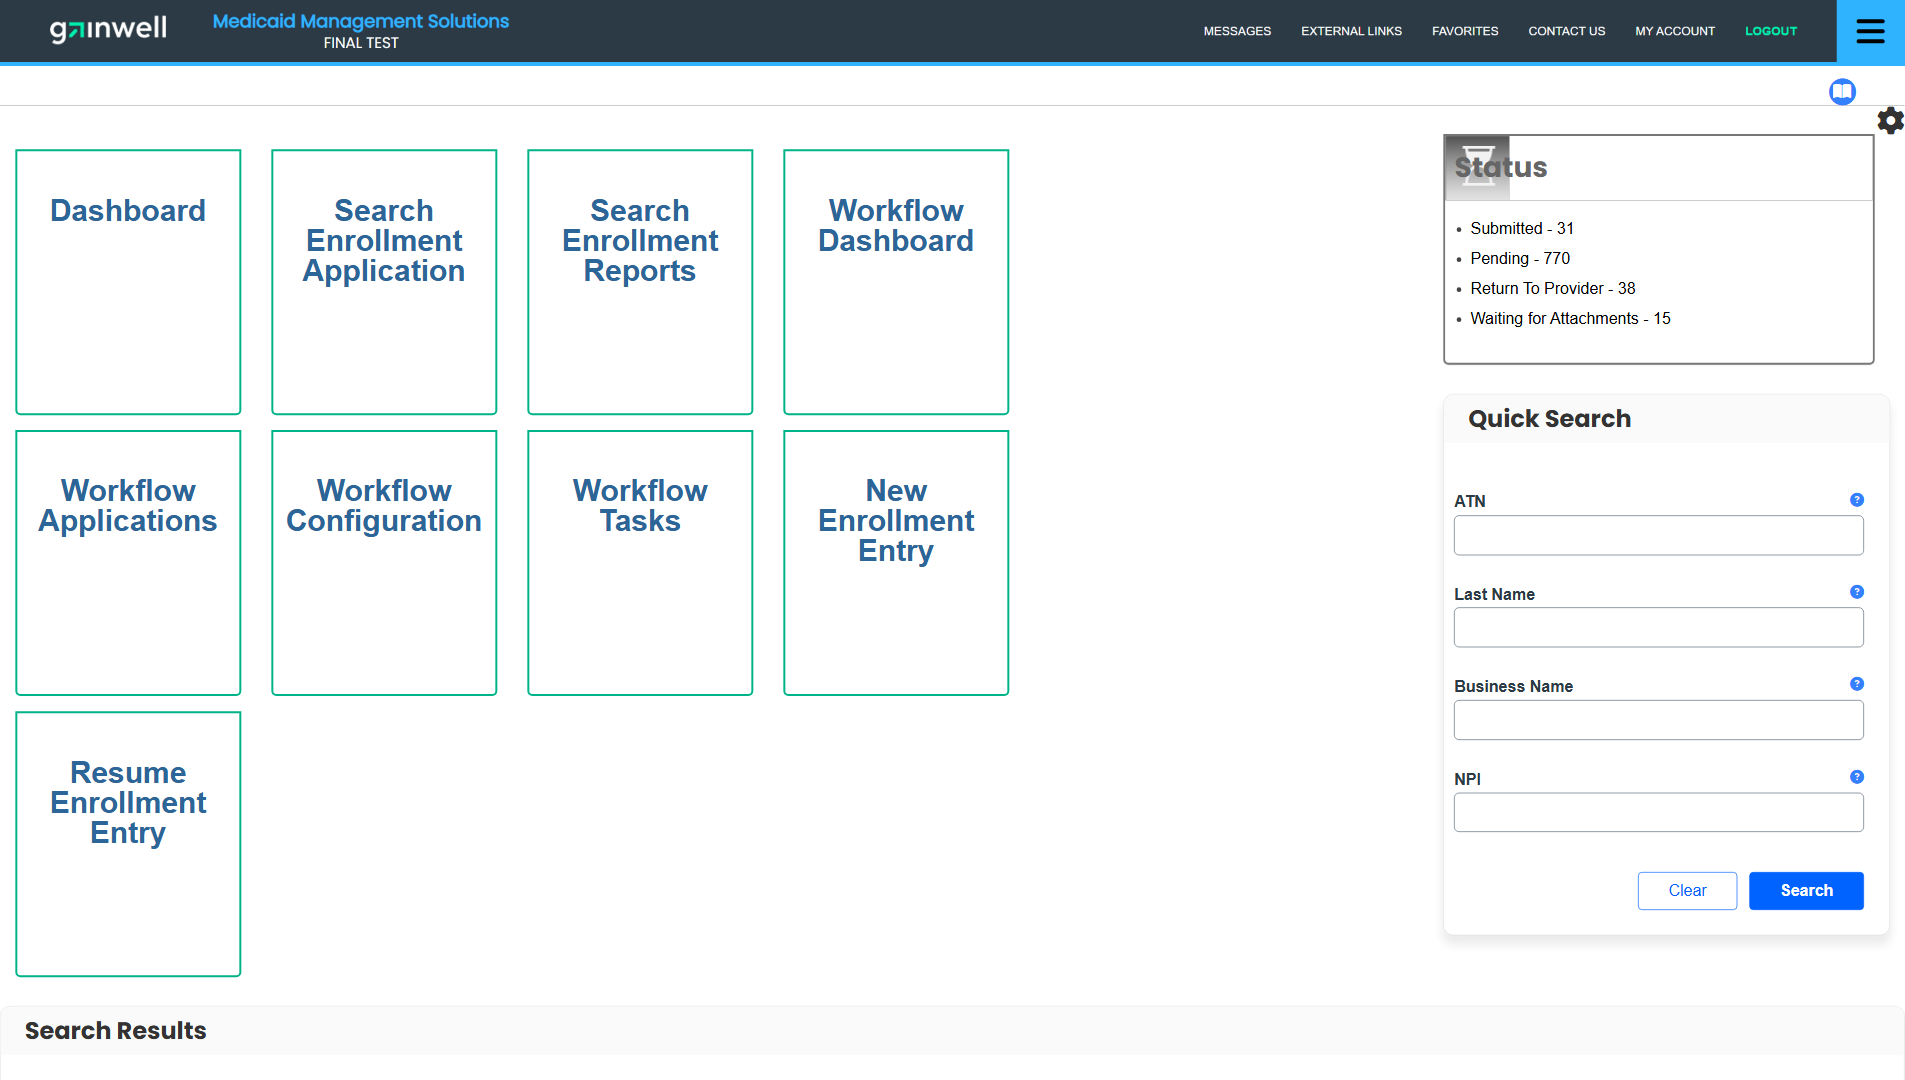 gainwell
Medicaid Management Solutions
FINAL TEST
MESSAGES
EXTERNAL LINKS
FAVORITES
CONTACT US
MY ACCOUNT
LOGOUT
Dashboard
Search
Enrollment
Application
Search
Enrollment
Reports
Workflow
Dashboard
Workflow
Applications
Workflow
Configuration
Workflow
Tasks
New
Enrollment
Entry
Resume
Enrollment
Entry
Status
• Submitted - 31
• Pending - 770
• Return To Provider - 38
• Waiting for Attachments - 15
Quick Search
ATN
?
Last Name
?
Business Name
?
NPI
?
Clear
Search
Search Results